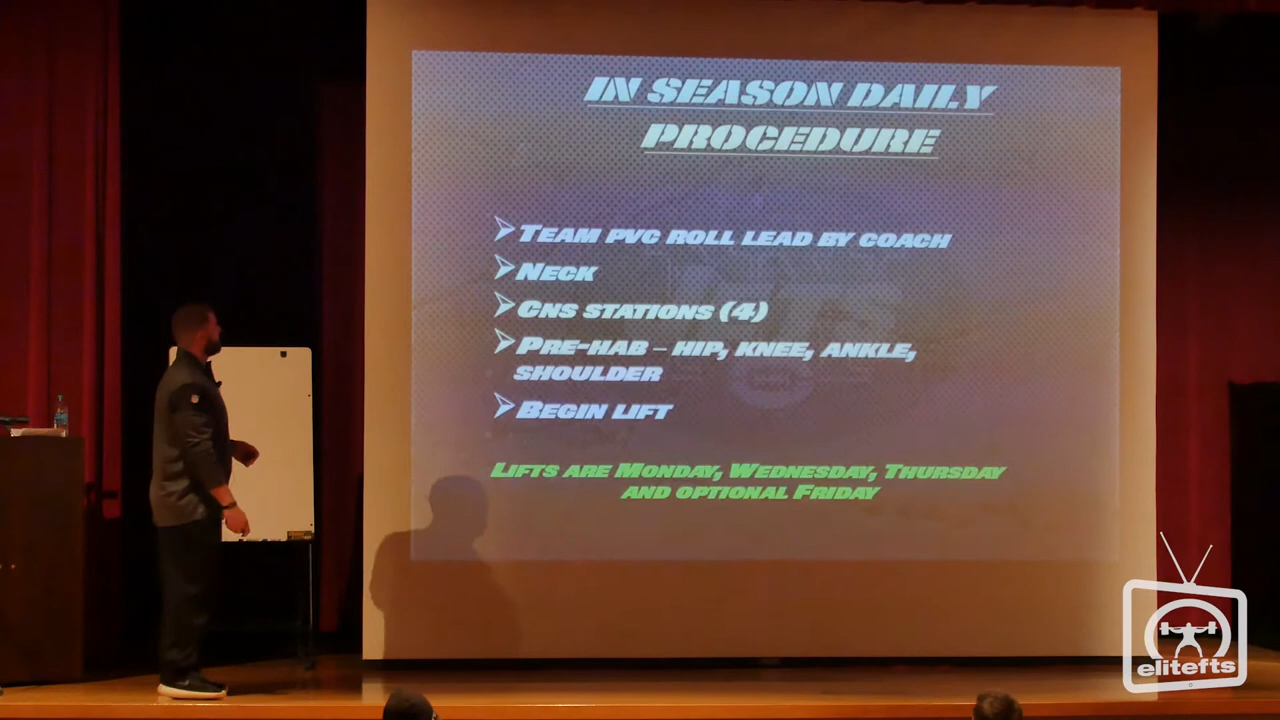 IN SEASON DAILY
PROCEDURE
TEAM PVC ROLL LEAD BY COACH
NECK
CNS STATIONS (4)
PRE-HAB – HIP, KNEE, ANKLE,
SHOULDER
BEGIN LIFT
LIFTS ARE MONDAY, WEDNESDAY, THURSDAY
AND OPTIONAL FRIDAY
elitefts